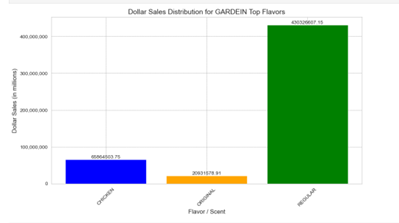 Dollar Sales Distribution for GARDEIN Top Flavors
430326607.15
400,000,000
300,000,000
Dollar Sales (in millions)
200,000,000
100,000,000
65864003.75
20931578.91
0
CHICKEN
ORIGINAL
REGULAR
Flavor / Scent